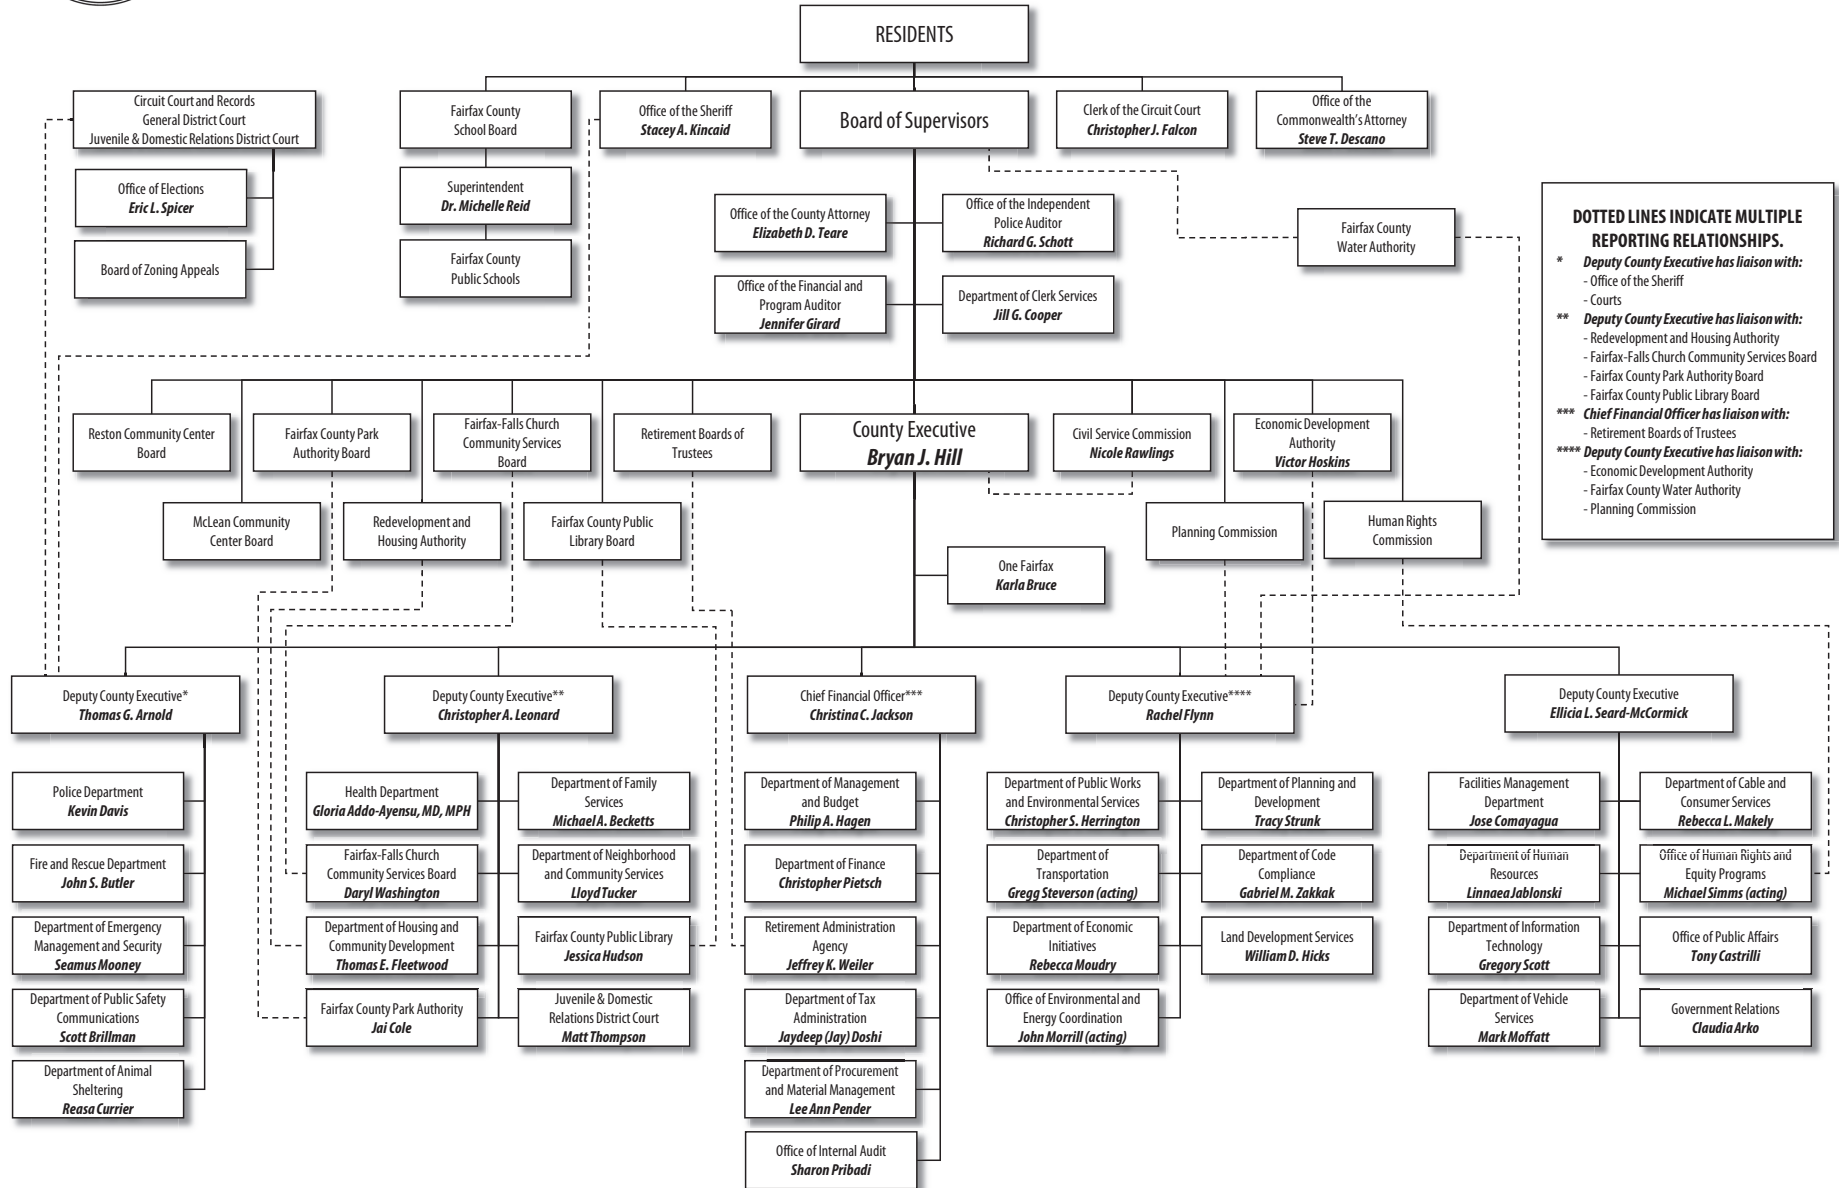 RESIDENTS
Circuit Court and Records
General District Court
Juvenile & Domestic Relations District Court
Fairfax County
School Board
Office of the Sheriff
Stacey A. Kincaid
Board of Supervisors
Clerk of the Circuit Court
Christopher J. Falcon
Office of the
Commonwealth's Attorney
Steve T. Descano
Office of Elections
Eric L. Spicer
Superintendent
Dr. Michelle Reid
Board of Zoning Appeals
Fairfax County
Public Schools
Office of the County Attorney
Elizabeth D. Teare
Office of the Independent
Police Auditor
Richard G. Schott
Fairfax County
Water Authority
Office of the Financial and
Program Auditor
Jennifer Girard
Department of Clerk Services
Jill G. Cooper
DOTTED LINES INDICATE MULTIPLE
REPORTING RELATIONSHIPS.
* Deputy County Executive has liaison with:
- Office of the Sheriff
- Courts
** Deputy County Executive has liaison with:
- Redevelopment and Housing Authority
- Fairfax-Falls Church Community Services Board
- Fairfax County Park Authority Board
- Fairfax County Public Library Board
*** Chief Financial Officer has liaison with:
- Retirement Boards of Trustees
**** Deputy County Executive has liaison with:
- Economic Development Authority
- Fairfax County Water Authority
- Planning Commission
Reston Community Center
Board
Fairfax County Park
Authority Board
Fairfax-Falls Church
Community Services
Board
Retirement Boards of
Trustees
County Executive
Bryan J. Hill
Civil Service Commission
Nicole Rawlings
Economic Development
Authority
Victor Hoskins
McLean Community
Center Board
Redevelopment and
Housing Authority
Fairfax County Public
Library Board
Planning Commission
Human Rights
Commission
One Fairfax
Karla Bruce
Deputy County Executive*
Thomas G. Arnold
Deputy County Executive**
Christopher A. Leonard
Chief Financial Officer***
Christina C. Jackson
Deputy County Executive****
Rachel Flynn
Deputy County Executive
Ellicia L. Seard-McCormick
Police Department
Kevin Davis
Fire and Rescue Department
John S. Butler
Department of Emergency
Management and Security
Seamus Mooney
Department of Public Safety
Communications
Scott Brillman
Department of Animal
Sheltering
Reasa Currier
Health Department
Gloria Addo-Ayensu, MD, MPH
Department of Family
Services
Michael A. Becketts
Fairfax-Falls Church
Community Services Board
Daryl Washington
Department of Neighborhood
and Community Services
Lloyd Tucker
Department of Housing and
Community Development
Thomas E. Fleetwood
Fairfax County Public Library
Jessica Hudson
Fairfax County Park Authority
Jai Cole
Juvenile & Domestic
Relations District Court
Matt Thompson
Department of Management
and Budget
Philip A. Hagen
Department of Finance
Christopher Pietsch
Retirement Administration
Agency
Jeffrey K. Weiler
Department of Tax
Administration
Jaydeep (Jay) Doshi
Department of Procurement
and Material Management
Lee Ann Pender
Office of Internal Audit
Sharon Pribadi
Department of Public Works
and Environmental Services
Christopher S. Herrington
Department of Planning and
Development
Tracy Strunk
Department of
Transportation
Gregg Steverson (acting)
Department of Code
Compliance
Gabriel M. Zakkak
Department of Economic
Initiatives
Rebecca Moudry
Land Development Services
William D. Hicks
Office of Environmental and
Energy Coordination
John Morrill (acting)
Facilities Management
Department
Jose Comayagua
Department of Cable and
Consumer Services
Rebecca L. Makely
Department of Human
Resources
Linnaea Jablonski
Office of Human Rights and
Equity Programs
Michael Simms (acting)
Department of Information
Technology
Gregory Scott
Office of Public Affairs
Tony Castrilli
Department of Vehicle
Services
Mark Moffatt
Government Relations
Claudia Arko